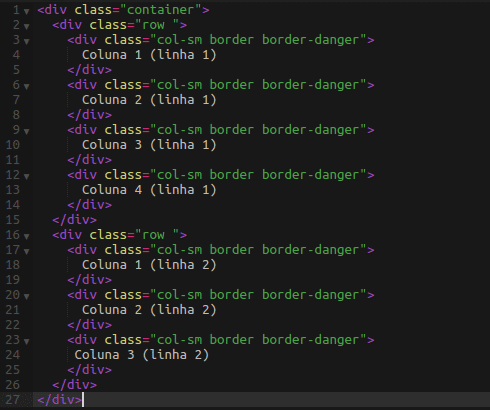 1 <div class="container">
2 <div class="row ">
3 <div class="col-sm border border-danger">
4 Coluna 1 (linha 1)
5 </div>
6 <div class="col-sm border border-danger">
7 Coluna 2 (linha 1)
8 </div>
9 <div class="col-sm border border-danger">
10 Coluna 3 (linha 1)
11 </div>
12 <div class="col-sm border border-danger">
13 Coluna 4 (linha 1)
14 </div>
15 </div>
16 <div class="row ">
17 <div class="col-sm border border-danger">
18 Coluna 1 (linha 2)
19 </div>
20 <div class="col-sm border border-danger">
21 Coluna 2 (linha 2)
22 </div>
23 <div class="col-sm border border-danger">
24 Coluna 3 (linha 2)
25 </div>
26 </div>
27 </div>